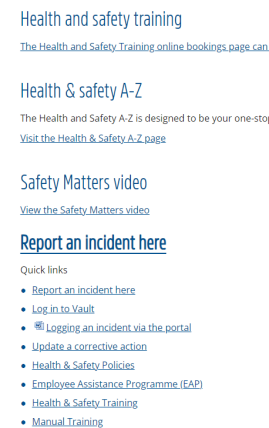 Health and safety training
The Health and Safety Training online bookings page can
Health & safety A-Z
The Health and Safety A-Z is designed to be your one-stop
Visit the Health & Safety A-Z page
Safety Matters video
View the Safety Matters video
Report an incident here
Quick links
Report an incident here
Log in to Vault
Logging an incident via the portal
Update a corrective action
Health & Safety Policies
Employee Assistance Programme (EAP)
Health & Safety Training
Manual Training